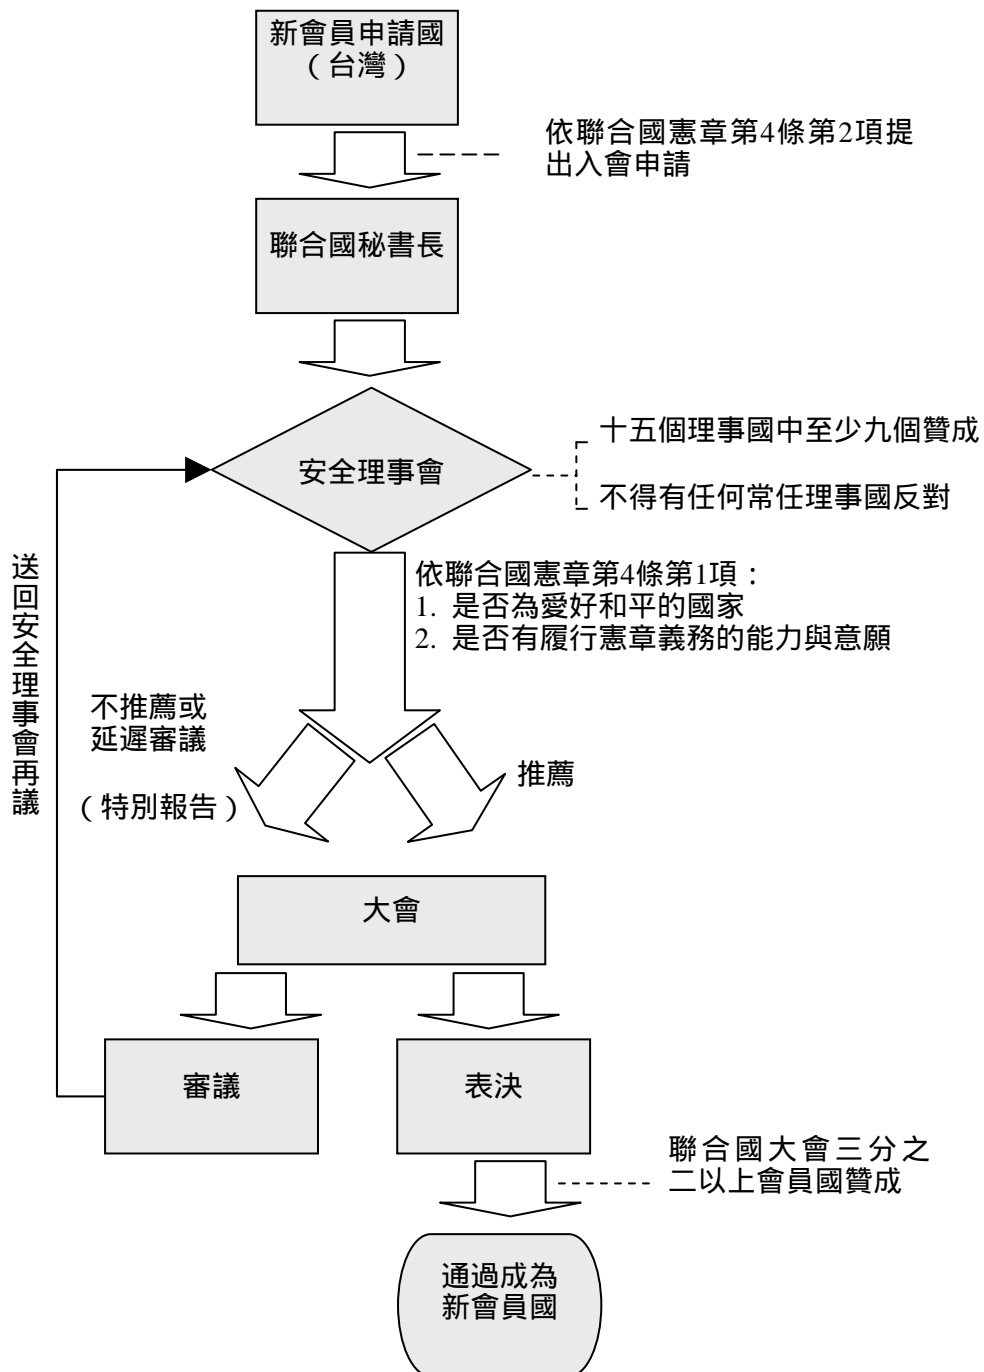 新會員申請國
（台灣）
依聯合國憲章第4條第2項提
出入會申請
聯合國秘書長
安全理事會
十五個理事國中至少九個贊成
不得有任何常任理事國反對
依聯合國憲章第4條第1項：
1. 是否為愛好和平的國家
2. 是否有履行憲章義務的能力與意願
送回安全理事會再議
不推薦或
延遲審議
（特別報告）
推薦
大會
審議
表決
聯合國大會三分之
二以上會員國贊成
通過成為
新會員國